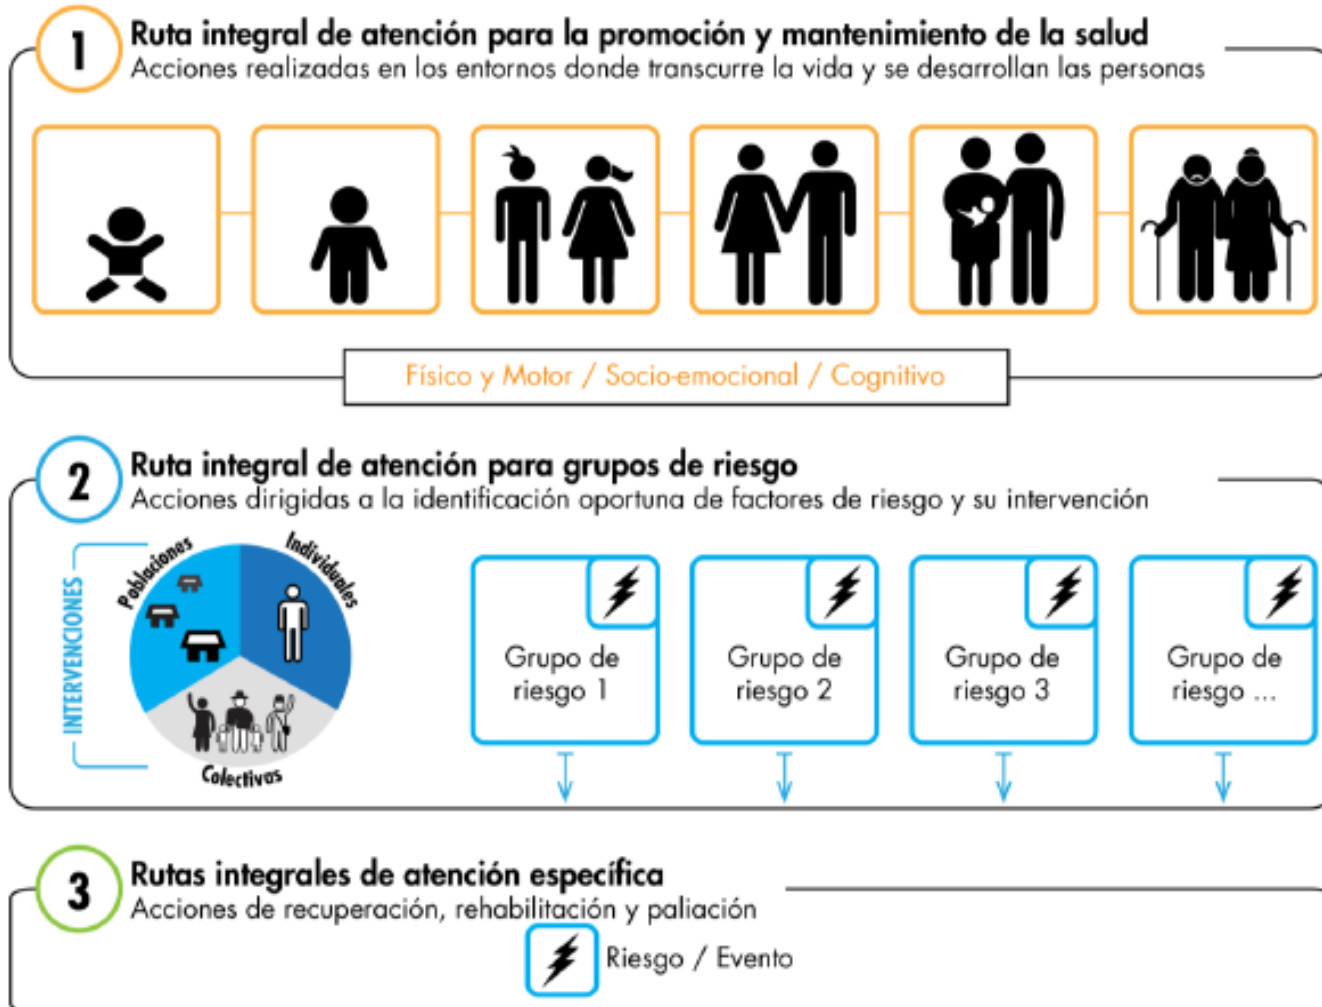 1
Ruta integral de atención para la promoción y mantenimiento de la salud
Acciones realizadas en los entornos donde transcurre la vida y se desarrollan las personas
Físico y Motor / Socio-emocional / Cognitivo
2
Ruta integral de atención para grupos de riesgo
Acciones dirigidas a la identificación oportuna de factores de riesgo y su intervención
INTERVENCIONES
Poblaciones
Individuales
Colectivas
Grupo de
riesgo 1
Grupo de
riesgo 2
Grupo de
riesgo 3
Grupo de
riesgo ...
3
Rutas integrales de atención específica
Acciones de recuperación, rehabilitación y paliación
Riesgo / Evento